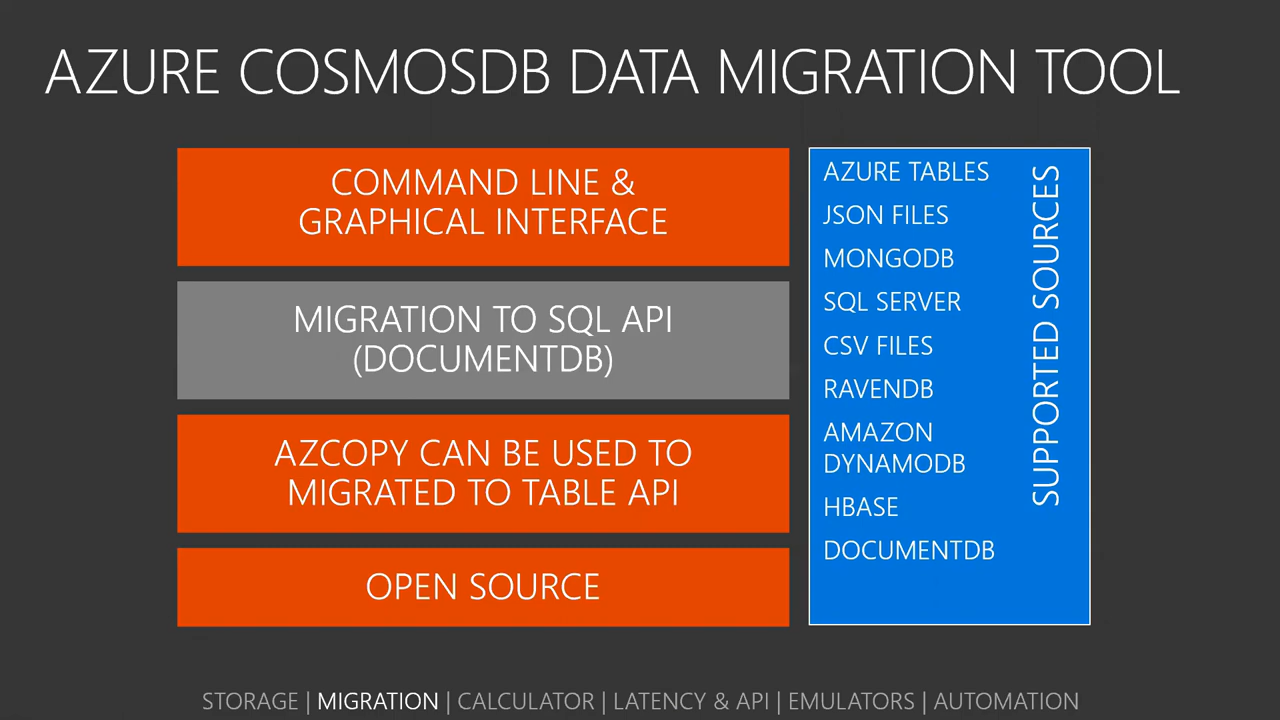 AZURE COSMOSDB DATA MIGRATION TOOL
COMMAND LINE &
GRAPHICAL INTERFACE
MIGRATION TO SQL API
(DOCUMENTDB)
AZCOPY CAN BE USED TO
MIGRATED TO TABLE API
OPEN SOURCE
AZURE TABLES
JSON FILES
MONGODB
SQL SERVER
CSV FILES
RAVENDB
AMAZON
DYNAMODB
HBASE
DOCUMENTDB
SUPPORTED SOURCES
STORAGE | MIGRATION | CALCULATOR | LATENCY & API | EMULATORS | AUTOMATION